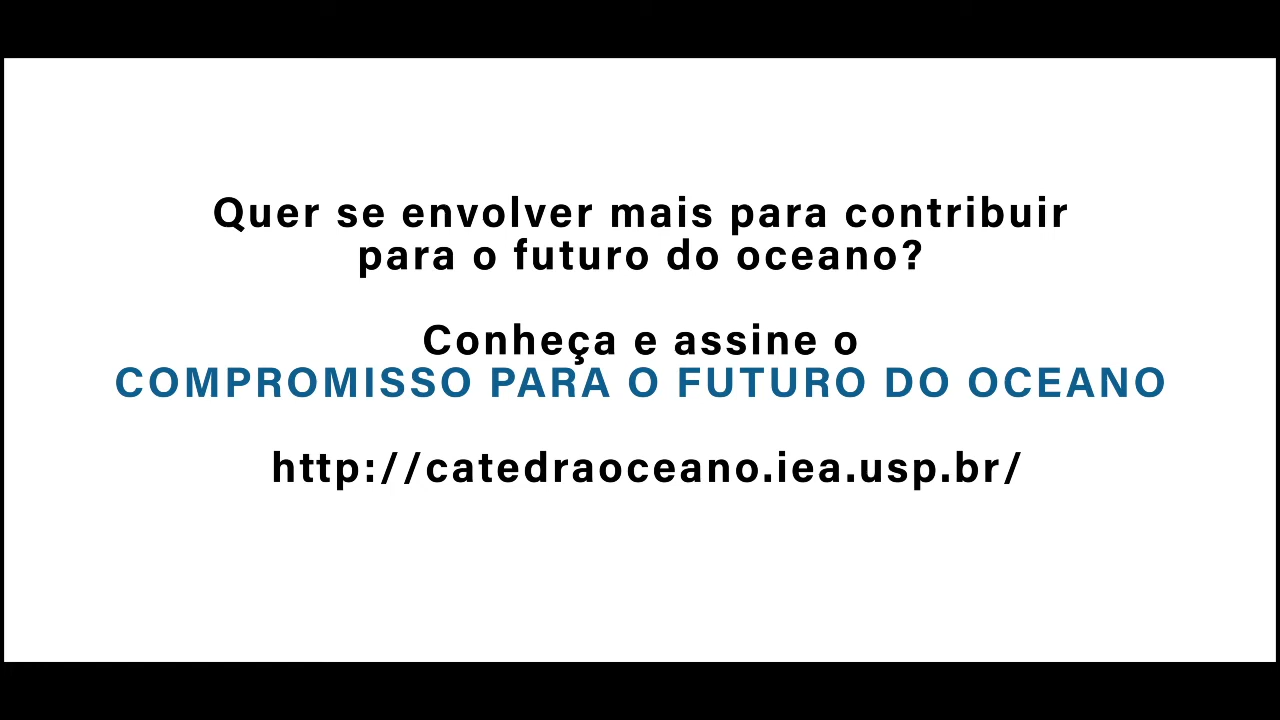 Quer se envolver mais para contribuir
para o futuro do oceano?
Conheça e assine o
COMPROMISSO PARA O FUTURO DO OCEANO
http://catedraoceano.iea.usp.br/